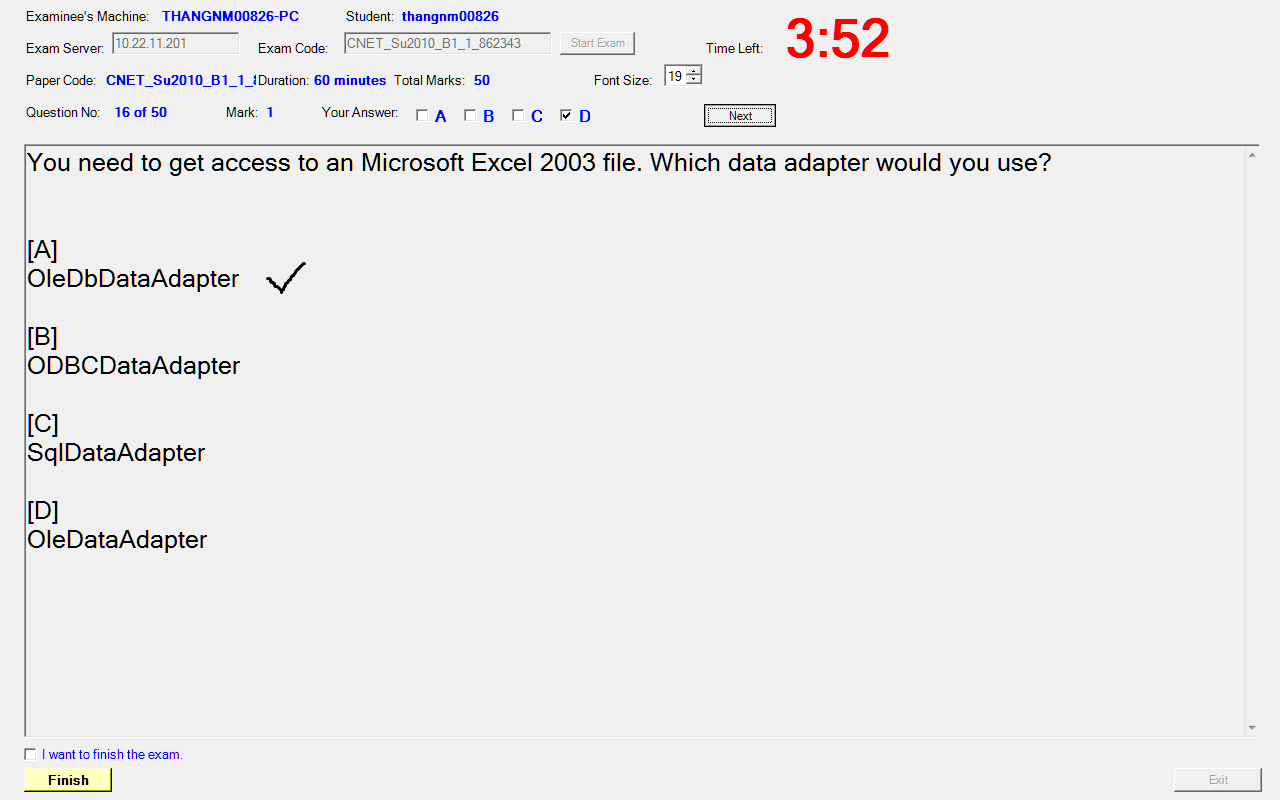 Examinee's Machine: THANGNM00826-PC Student: thangnm00826
Exam Server: 10.22.11.201 Exam Code: CNET_Su2010_B1_1_862343 Start Exam Time Left: 3:52
Paper Code: CNET_Su2010_B1_1_ Duration: 60 minutes Total Marks: 50 Font Size: 19
Question No: 16 of 50 Mark: 1 Your Answer: A B C D Next
You need to get access to an Microsoft Excel 2003 file. Which data adapter would you use?
[A]
OleDbDataAdapter
[B]
ODBCDataAdapter
[C]
SqlDataAdapter
[D]
OleDataAdapter
I want to finish the exam.
Finish Exit